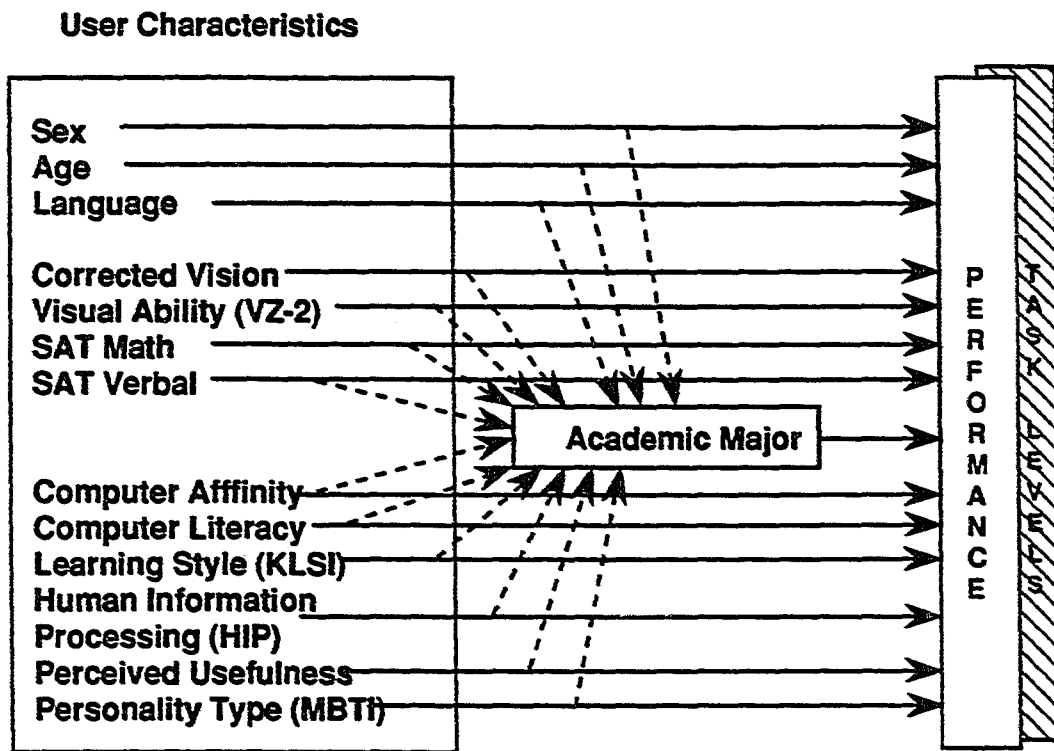 User Characteristics
Sex
Age
Language
Corrected Vision
Visual Ability (VZ-2)
SAT Math
SAT Verbal
Academic Major
Computer Afffinity
Computer Literacy
Learning Style (KLSI)
Human Information
Processing (HIP)
Perceived Usefulness
Personality Type (MBTI)
PERFORMANCE
TASK LEVELS